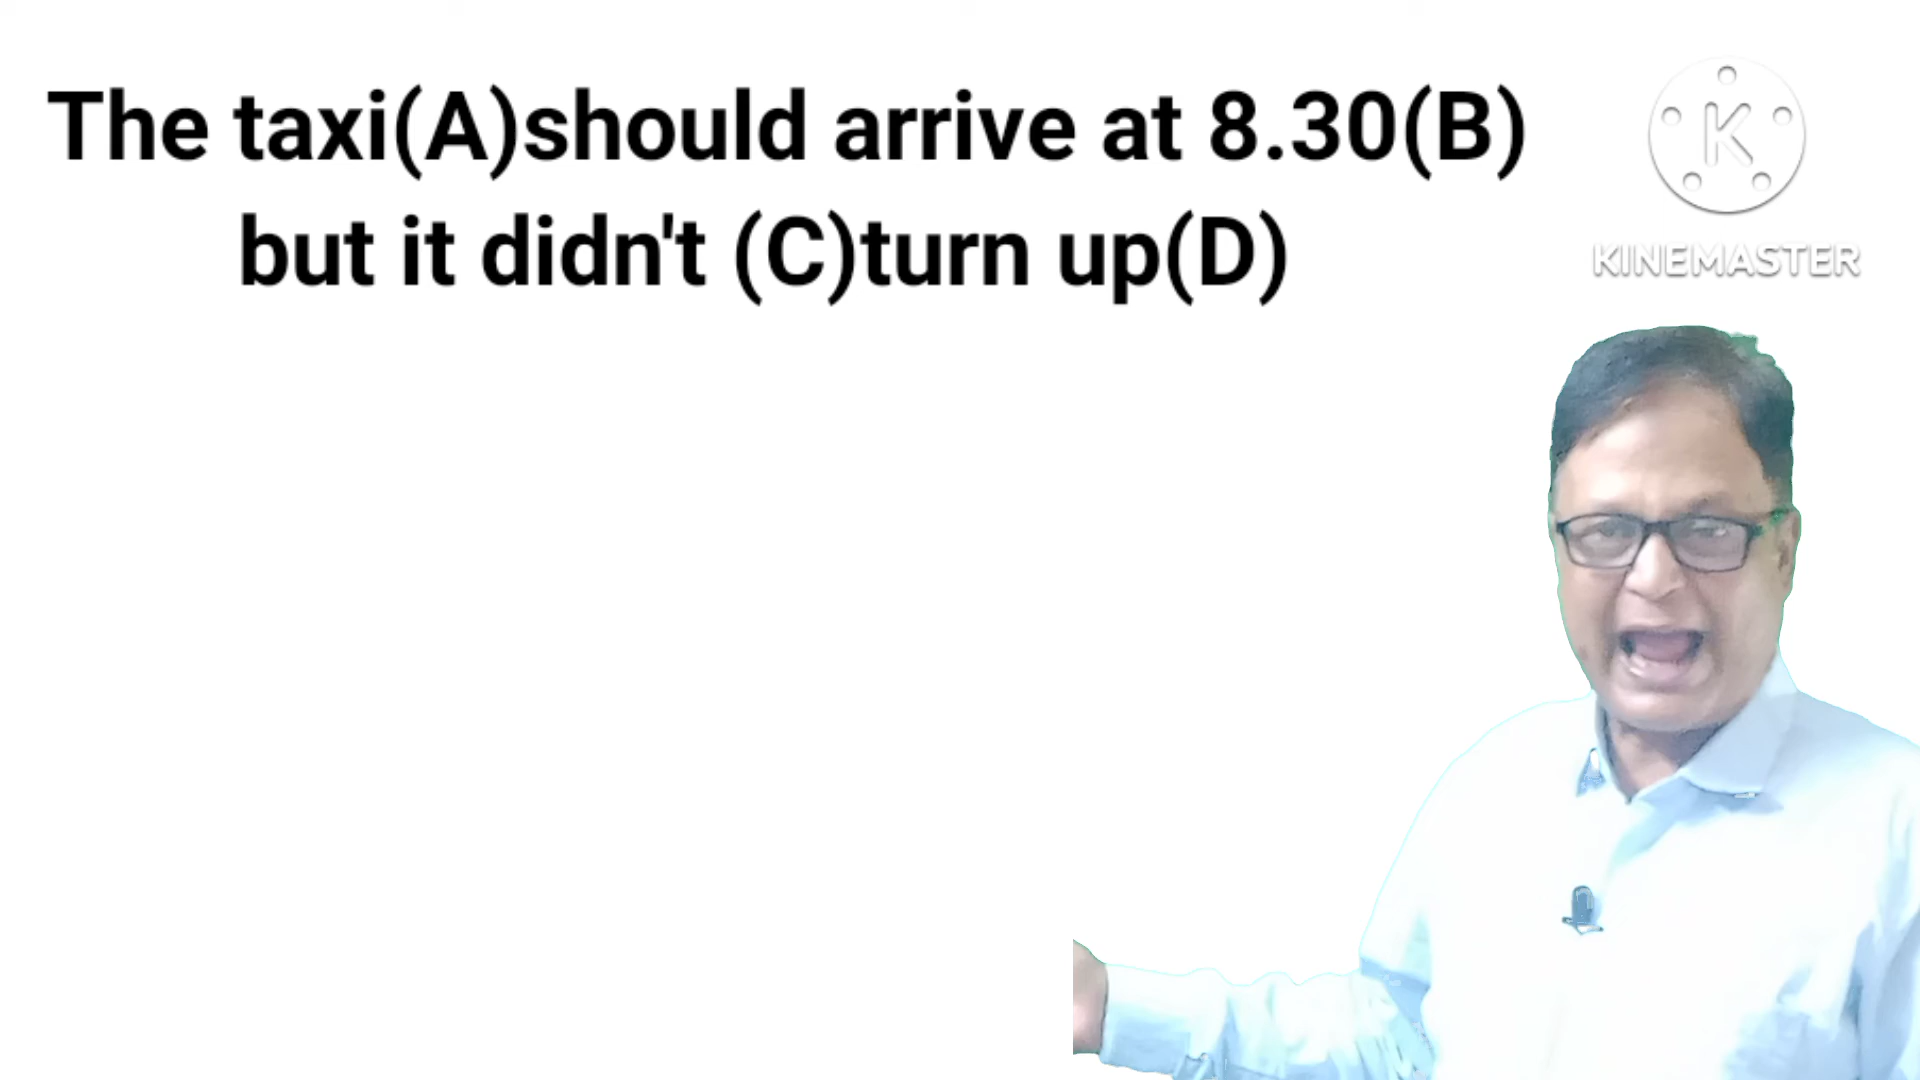 The taxi(A)should arrive at 8.30(B)
but it didn't (C)turn up(D)
K
KINEMASTER